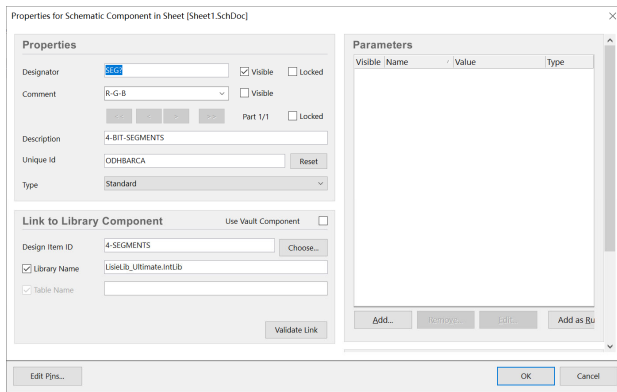 Properties for Schematic Component in Sheet [Sheet1.SchDoc]
Properties
Designator SEG? Visible Locked
Comment R-G-B Visible
<< < > >> Part 1/1 Locked
Description 4-BIT-SEGMENTS
Unique Id ODHBARCA Reset
Type Standard
Link to Library Component Use Vault Component
Design Item ID 4-SEGMENTS Choose...
Library Name LisieLib_Ultimate.IntLib
Table Name
Validate Link
Parameters
Visible Name Value Type
Add... Remove... Edit... Add as Ru
Edit Pins... OK Cancel